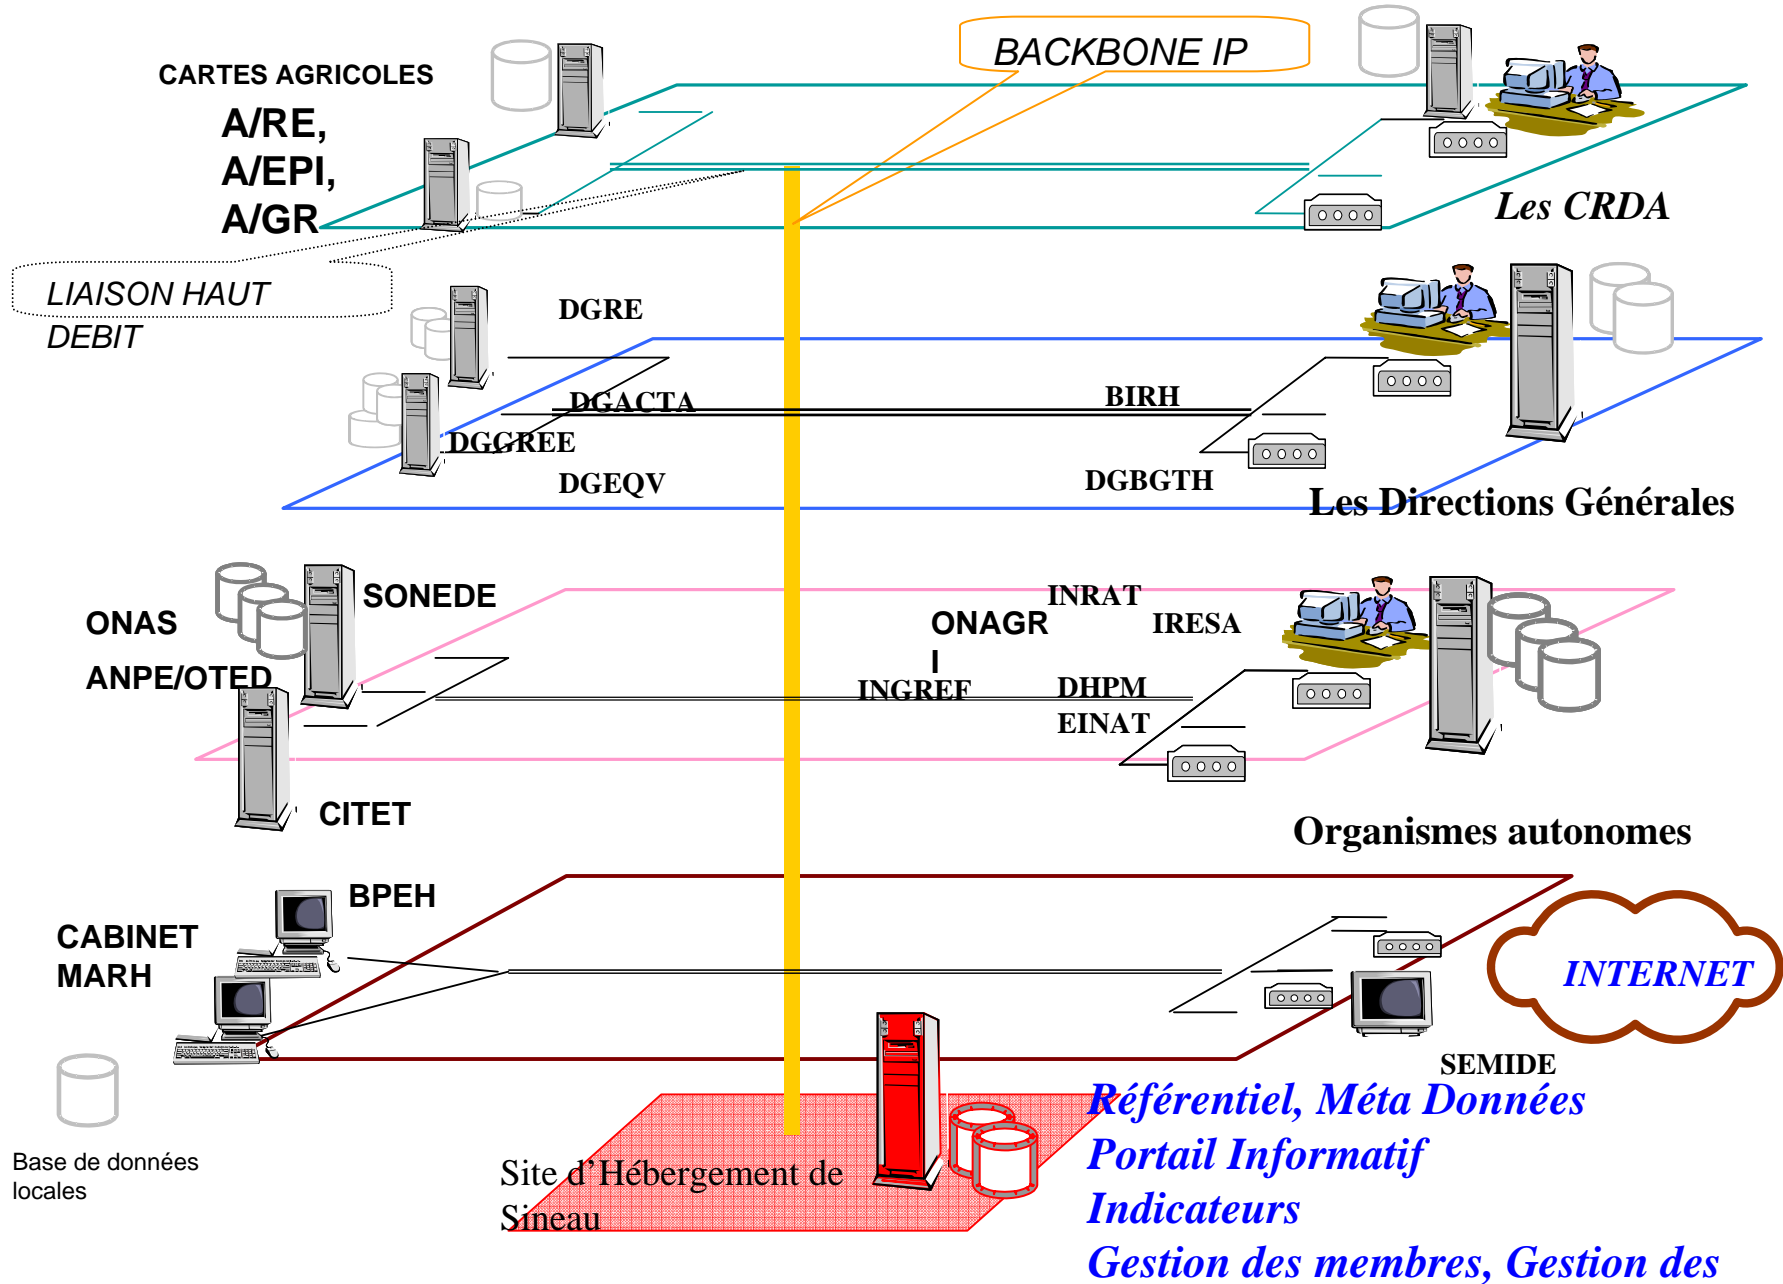 BACKBONE IP
CARTES AGRICOLES
A/RE,
A/EPI,
A/GR
Les CRDA
LIAISON HAUT
DEBIT
DGRE
DGACTA
BIRH
DGGREE
DGEQV
DGBGTH
Les Directions Générales
SONEDE
INRAT
ONAS
ONAGR
I
IRESA
ANPE/OTED
INGREF
DHPM
EINAT
CITET
Organismes autonomes
BPEH
CABINET
MARH
INTERNET
SEMIDE
Référentiel, Méta Données
Portail Informatif
Indicateurs
Gestion des membres, Gestion des
Base de données
locales
Site d'Hébergement de
Sineau